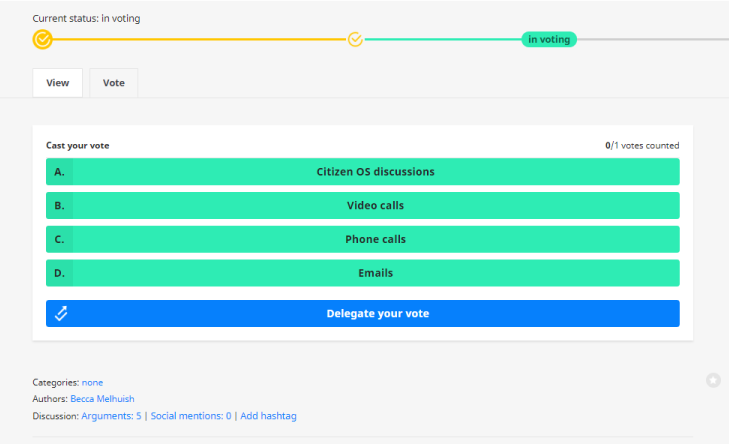 Current status: in voting
in voting
View Vote
Cast your vote 0/1 votes counted
A. Citizen OS discussions
B. Video calls
C. Phone calls
D. Emails
Delegate your vote
Categories: none
Authors: Becca Melhuish
Discussion: Arguments: 5 | Social mentions: 0 | Add hashtag